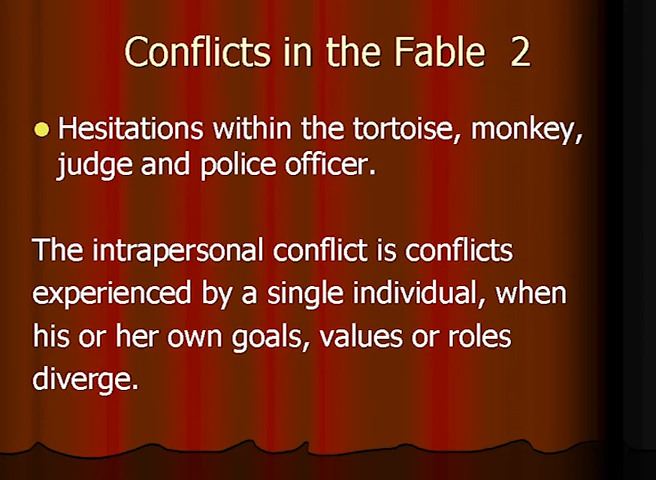 Conflicts in the Fable 2
Hesitations within the tortoise, monkey,
judge and police officer.
The intrapersonal conflict is conflicts
experienced by a single individual, when
his or her own goals, values or roles
diverge.